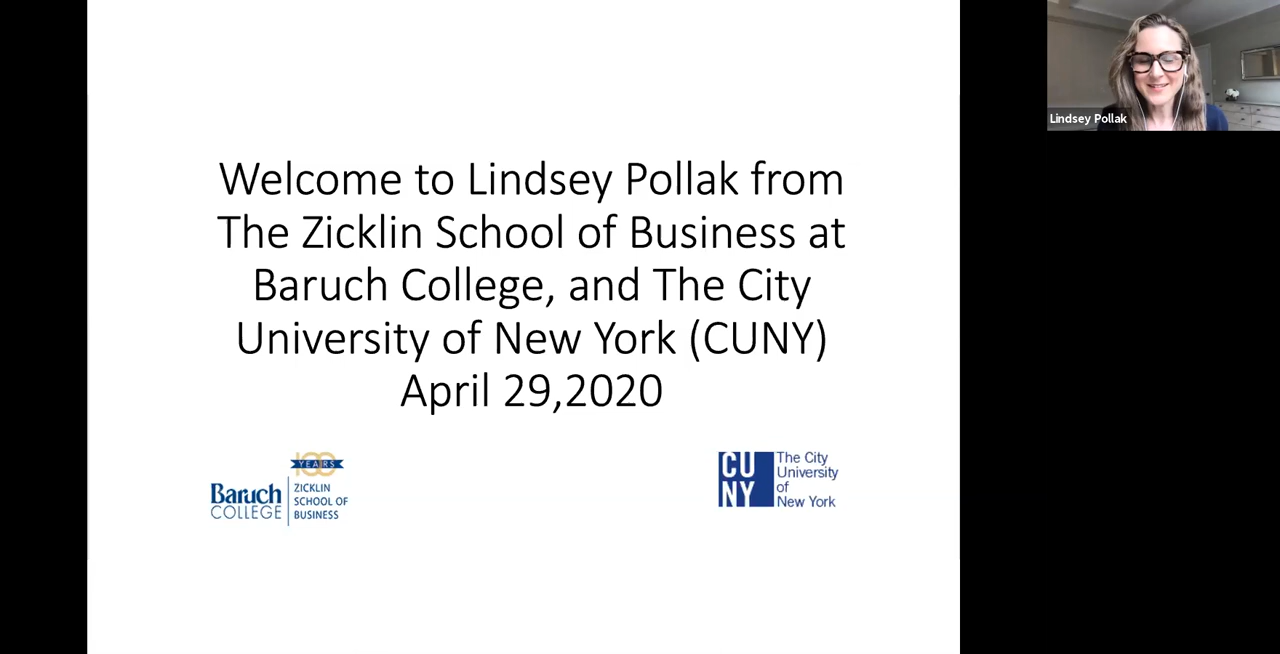 Welcome to Lindsey Pollak from
The Zicklin School of Business at
Baruch College, and The City
University of New York (CUNY)
April 29,2020
100
YEARS
Baruch
COLLEGE
ZICKLIN
SCHOOL OF
BUSINESS
CU
NY
The City
University
of
New York
Lindsey Pollak